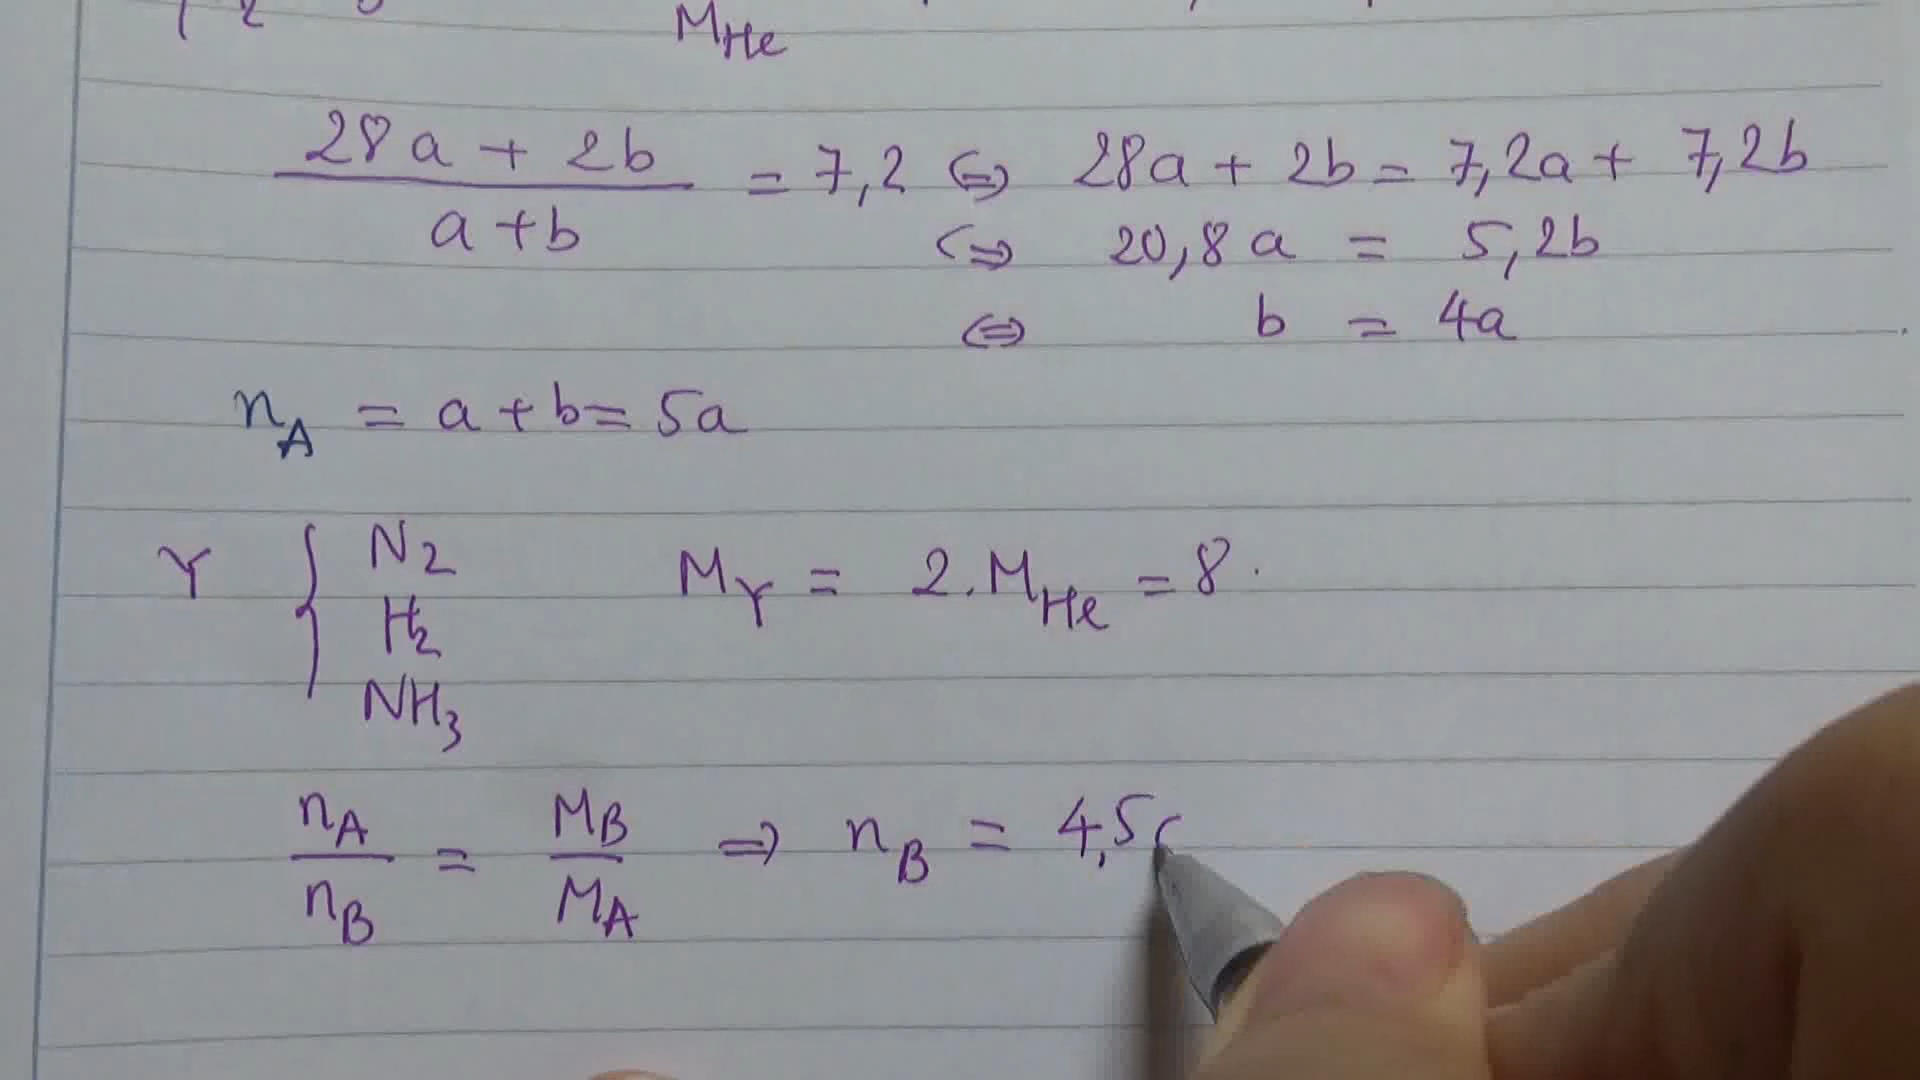 M_He
(28a + 2b)/(a + b) = 7,2 ⇔ 28a + 2b = 7,2a + 7,2b
⇔ 20,8a = 5,2b
⇔ b = 4a
n_A = a + b = 5a
Y { N2 H2 NH3 M_Y = 2.M_He = 8.
n_A/n_B = M_B/M_A ⇒ n_B = 4,5